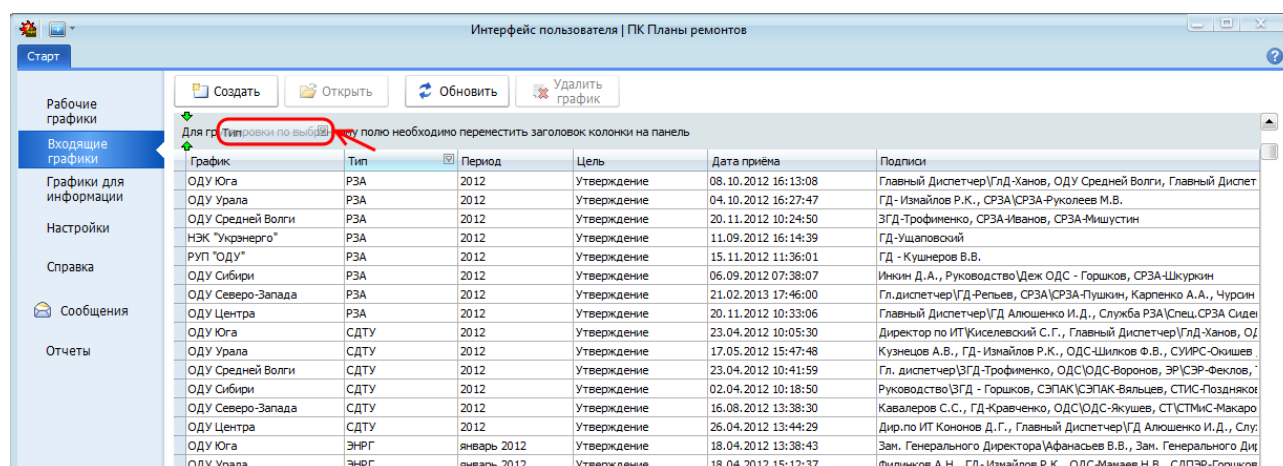 Интерфейс пользователя | ПК Планы ремонтов
Старт
Создать Открыть Обновить Удалить график
Рабочие графики
Входящие графики
Графики для информации
Настройки
Справка
Сообщения
Отчеты
Для группировки по выбранному полю необходимо переместить заголовок колонки на панель
Тип
График Тип Период Цель Дата приёма Подписи
ОДУ Юга РЗА 2012 Утверждение 08.10.2012 16:13:08 Главный Диспетчер\ГлД-Ханов, ОДУ Средней Волги, Главный Диспет
ОДУ Урала РЗА 2012 Утверждение 04.10.2012 16:27:47 ГД- Измайлов Р.К., СРЗА\СРЗА-Руколеев М.В.
ОДУ Средней Волги РЗА 2012 Утверждение 20.11.2012 10:24:50 ЗГД-Трофименко, СРЗА-Иванов, СРЗА-Мишустин
НЭК "Укрэнерго" РЗА 2012 Утверждение 11.09.2012 16:14:39 ГД-Ущаповский
РУП "ОДУ" РЗА 2012 Утверждение 15.11.2012 11:36:01 ГД - Кушнеров В.В.
ОДУ Сибири РЗА 2012 Утверждение 06.09.2012 07:38:07 Инкин Д.А., Руководство\Деж ОДС - Горшков, СРЗА-Шкуркин
ОДУ Северо-Запада РЗА 2012 Утверждение 21.02.2013 17:46:00 Гл.диспетчер\ГД-Репьев, СРЗА\СРЗА-Пушкин, Карпенко А.А., Чурсин
ОДУ Центра РЗА 2012 Утверждение 20.11.2012 10:33:06 Главный Диспетчер\ГД Алюшенко И.Д., Служба РЗА\Спец.СРЗА Сиде
ОДУ Юга СДТУ 2012 Утверждение 23.04.2012 10:05:30 Директор по ИТ\Киселевский С.Г., Главный Диспетчер\ГлД-Ханов, ОД
ОДУ Урала СДТУ 2012 Утверждение 17.05.2012 15:47:48 Кузнецов А.В., ГД- Измайлов Р.К., ОДС-Шилков Ф.В., СУИРС-Окишев
ОДУ Средней Волги СДТУ 2012 Утверждение 23.04.2012 10:41:59 Гл. диспетчер\ЗГД-Трофименко, ОДС\ОДС-Воронов, ЭР\СЭР-Феклов,
ОДУ Сибири СДТУ 2012 Утверждение 02.04.2012 10:18:50 Руководство\ЗГД - Горшков, СЭПАК\СЭПАК-Вяльцев, СТИС-Поздняков
ОДУ Северо-Запада СДТУ 2012 Утверждение 16.08.2012 13:38:30 Кавалеров С.С., ГД-Кравченко, ОДС\ОДС-Якушев, СТ\СТМиС-Макаро
ОДУ Центра СДТУ 2012 Утверждение 26.04.2012 13:44:29 Дир.по ИТ Кононов Д.Г., Главный Диспетчер\ГД Алюшенко И.Д., Слу
ОДУ Юга ЭНРГ январь 2012 Утверждение 18.04.2012 13:38:43 Зам. Генерального Директора\Афанасьев В.В., Зам. Генерального Ди
ОДУ Урала ЭНРГ январь 2012 Утверждение 18.04.2012 15:12:37